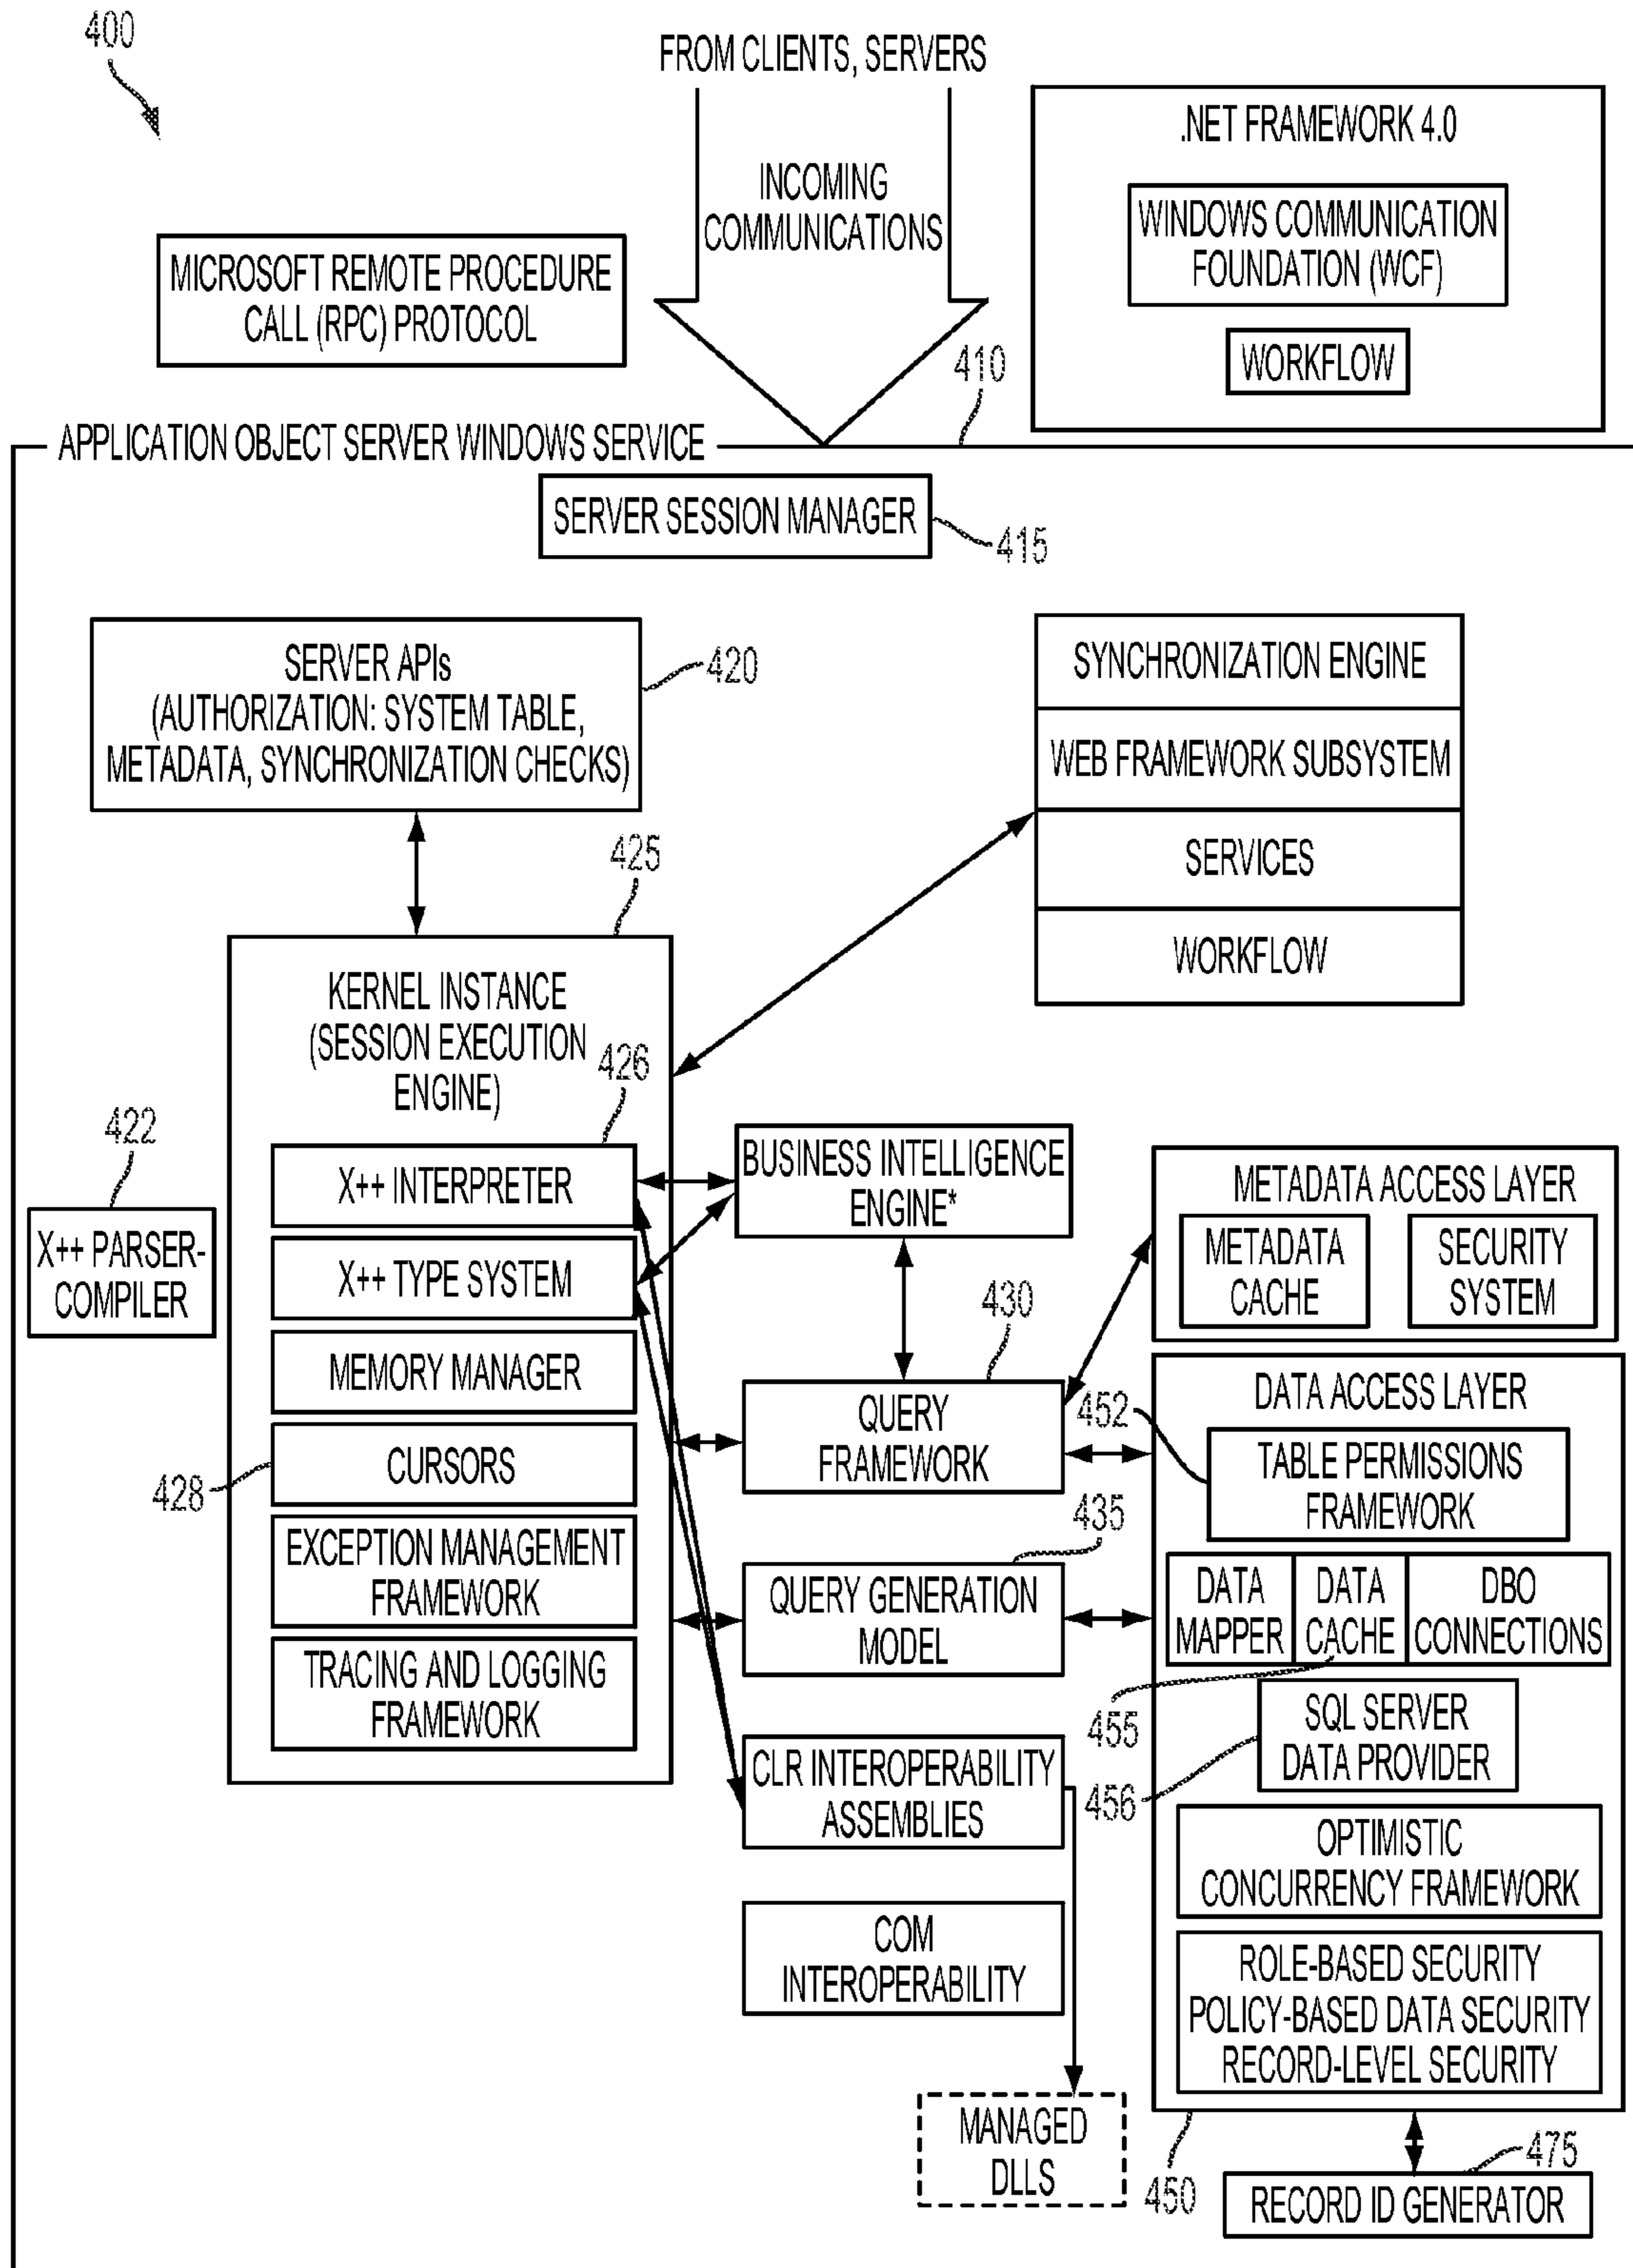 400
FROM CLIENTS, SERVERS
INCOMING
COMMUNICATIONS
.NET FRAMEWORK 4.0
WINDOWS COMMUNICATION
FOUNDATION (WCF)
WORKFLOW
MICROSOFT REMOTE PROCEDURE
CALL (RPC) PROTOCOL
410
APPLICATION OBJECT SERVER WINDOWS SERVICE
SERVER SESSION MANAGER
415
SERVER APIs
(AUTHORIZATION: SYSTEM TABLE,
METADATA, SYNCHRONIZATION CHECKS)
420
SYNCHRONIZATION ENGINE
WEB FRAMEWORK SUBSYSTEM
SERVICES
WORKFLOW
425
KERNEL INSTANCE
(SESSION EXECUTION
ENGINE)
426
422
X++ PARSER-
COMPILER
X++ INTERPRETER
X++ TYPE SYSTEM
MEMORY MANAGER
CURSORS
428
EXCEPTION MANAGEMENT
FRAMEWORK
TRACING AND LOGGING
FRAMEWORK
BUSINESS INTELLIGENCE
ENGINE*
430
QUERY
FRAMEWORK
435
QUERY GENERATION
MODEL
CLR INTEROPERABILITY
ASSEMBLIES
COM
INTEROPERABILITY
MANAGED
DLLS
METADATA ACCESS LAYER
METADATA
CACHE
SECURITY
SYSTEM
DATA ACCESS LAYER
452
TABLE PERMISSIONS
FRAMEWORK
DATA
MAPPER
DATA
CACHE
DBO
CONNECTIONS
455
SQL SERVER
DATA PROVIDER
456
OPTIMISTIC
CONCURRENCY FRAMEWORK
ROLE-BASED SECURITY
POLICY-BASED DATA SECURITY
RECORD-LEVEL SECURITY
450
475
RECORD ID GENERATOR